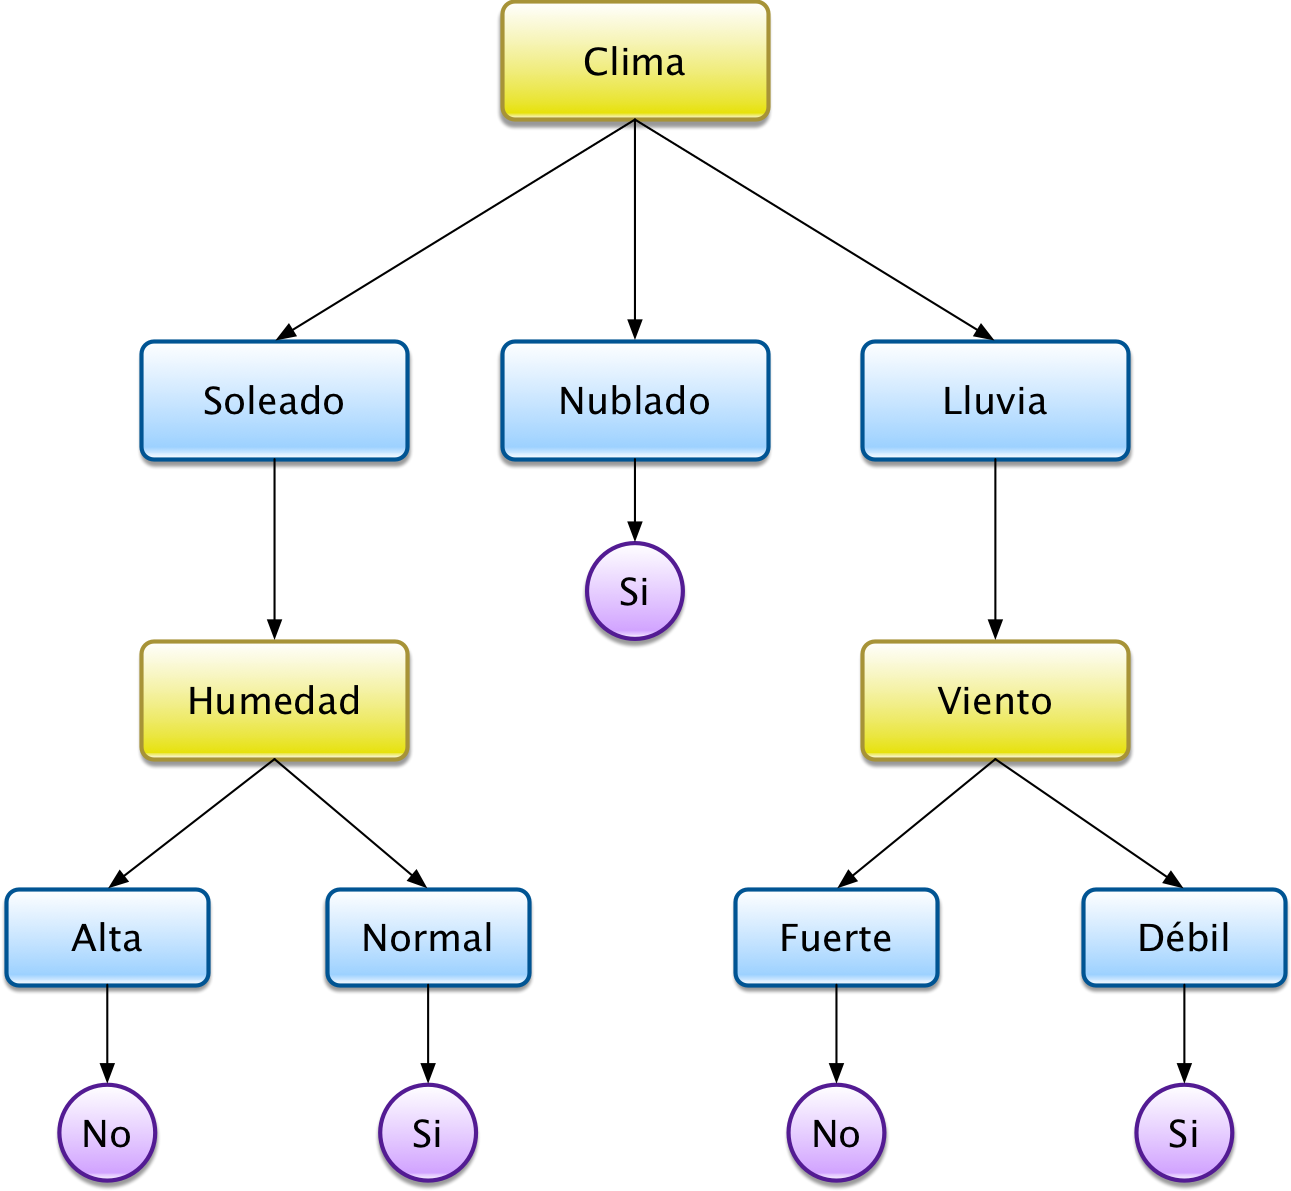 Clima
Soleado
Nublado
Lluvia
Si
Humedad
Viento
Alta
Normal
Fuerte
Débil
No
Si
No
Si